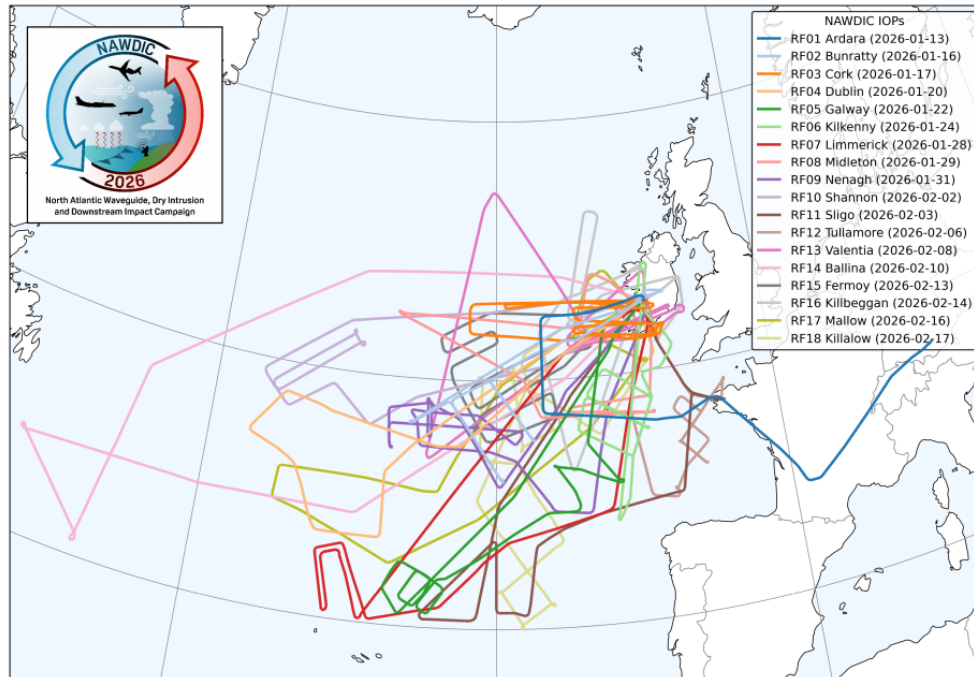 NAWDIC
2026
North Atlantic Waveguide, Dry Intrusion
and Downstream Impact Campaign
NAWDIC IOPs
RF01 Ardara (2026-01-13)
RF02 Bunratty (2026-01-16)
RF03 Cork (2026-01-17)
RF04 Dublin (2026-01-20)
RF05 Galway (2026-01-22)
RF06 Kilkenny (2026-01-24)
RF07 Limmerick (2026-01-28)
RF08 Midleton (2026-01-29)
RF09 Nenagh (2026-01-31)
RF10 Shannon (2026-02-02)
RF11 Sligo (2026-02-03)
RF12 Tullamore (2026-02-06)
RF13 Valentia (2026-02-08)
RF14 Ballina (2026-02-10)
RF15 Fermoy (2026-02-13)
RF16 Killbeggan (2026-02-14)
RF17 Mallow (2026-02-16)
RF18 Killalow (2026-02-17)